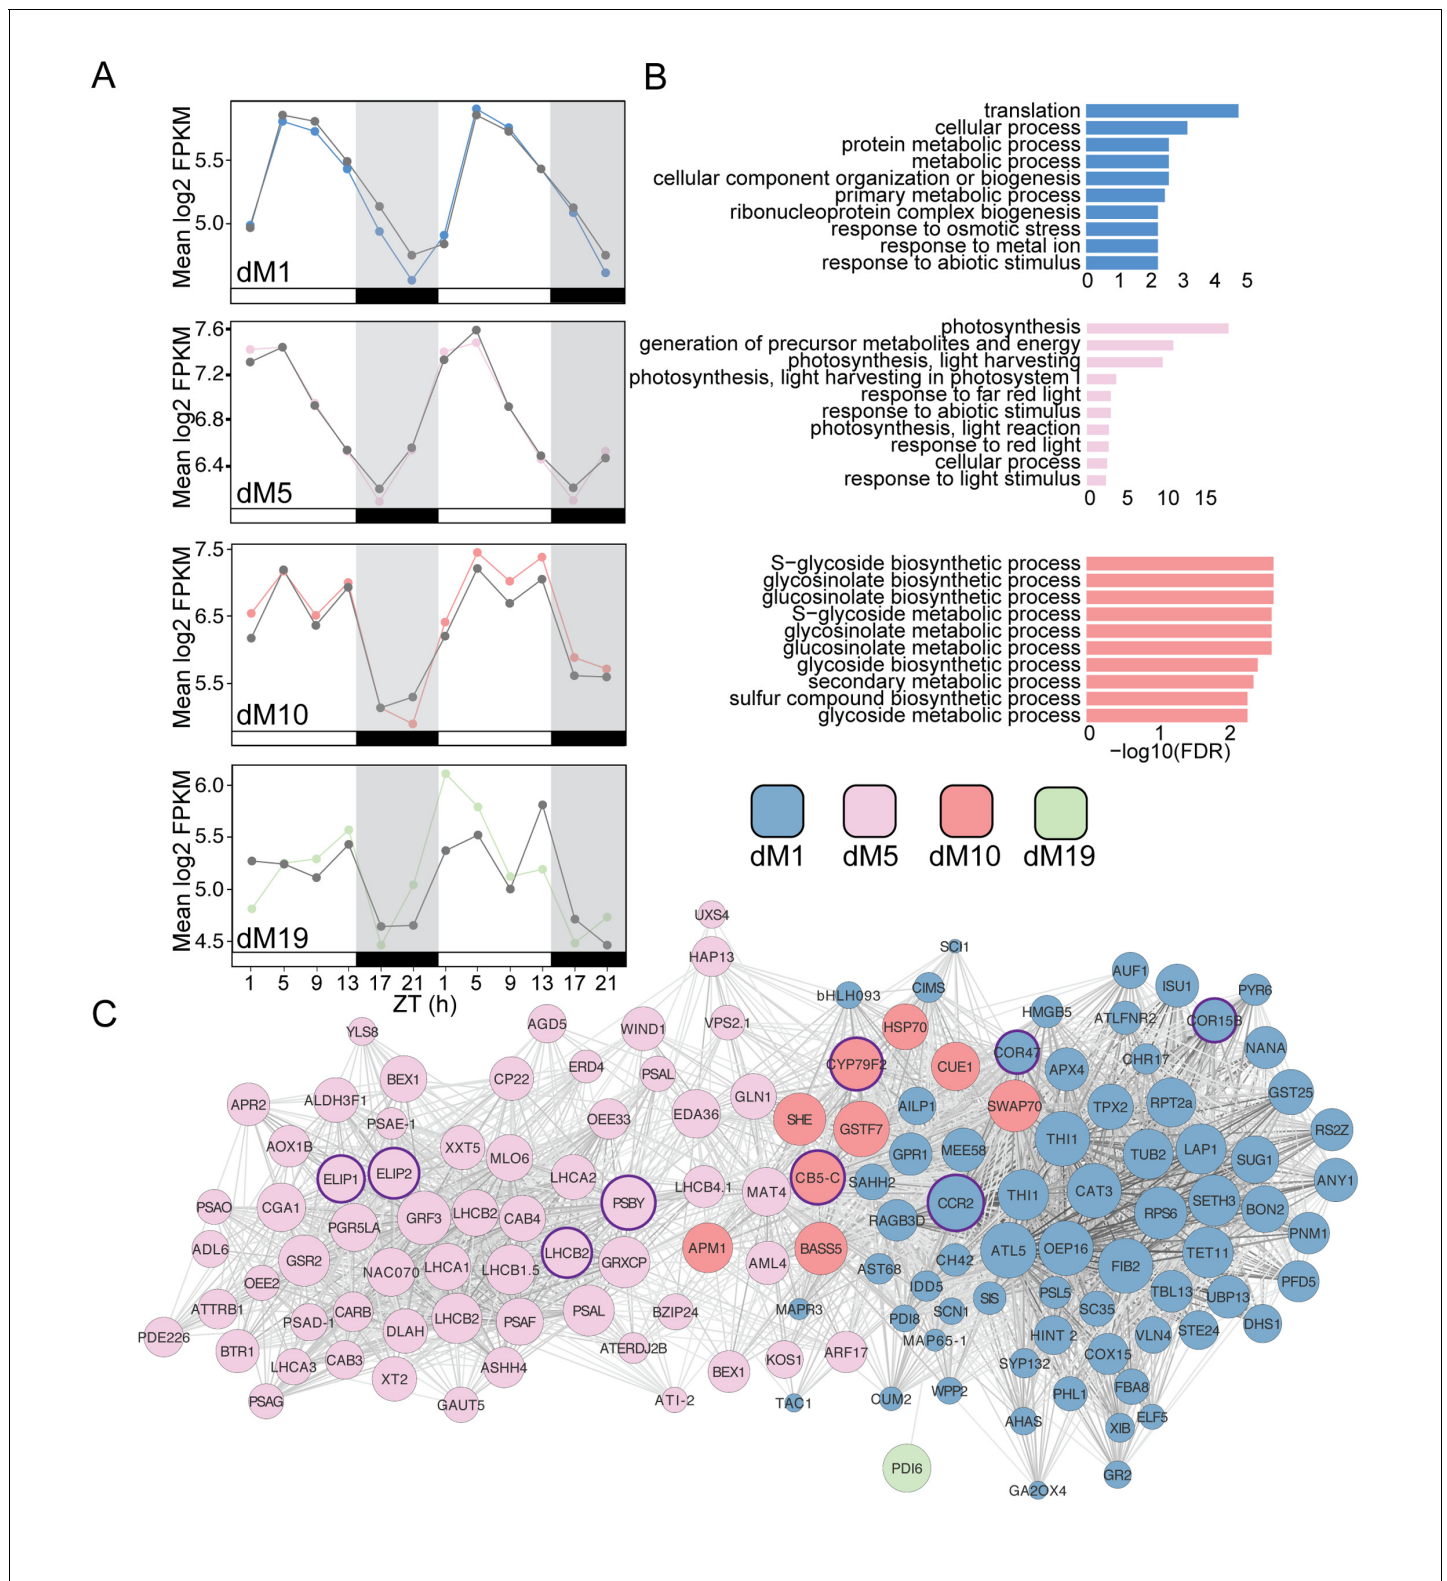 A
Mean log2 FPKM
5.5
5.0
dM1
Mean log2 FPKM
7.6
7.2
6.8
6.4
dM5
Mean log2 FPKM
7.5
6.5
5.5
dM10
Mean log2 FPKM
6.0
5.5
5.0
4.5
dM19
1 5 9 13 17 21 1 5 9 13 17 21
ZT (h)
B
translation
cellular process
protein metabolic process
metabolic process
cellular component organization or biogenesis
primary metabolic process
ribonucleoprotein complex biogenesis
response to osmotic stress
response to metal ion
response to abiotic stimulus
0 1 2 3 4 5
photosynthesis
generation of precursor metabolites and energy
photosynthesis, light harvesting
photosynthesis, light harvesting in photosystem I
response to far red light
response to abiotic stimulus
photosynthesis, light reaction
response to red light
cellular process
response to light stimulus
0 5 10 15
S−glycoside biosynthetic process
glycosinolate biosynthetic process
glucosinolate biosynthetic process
S−glycoside metabolic process
glycosinolate metabolic process
glucosinolate metabolic process
glycoside biosynthetic process
secondary metabolic process
sulfur compound biosynthetic process
glycoside metabolic process
0 1 2
−log10(FDR)
dM1 dM5 dM10 dM19
C
UXS4
HAP13
SCI1
AUF1
ISU1
PYR6
CIMS
bHLH093
HMGB5
ATLFNR2
COR15B
YLS8
AGD5
WIND1
VPS2.1
HSP70
NANA
COR47
CHR17
CYP79F2
CUE1
APX4
ERD4
PSAL
BEX1
CP22
GST25
APR2
ALDH3F1
GLN1
AILP1
SWAP70
TPX2
RPT2a
PSAE-1
OEE33
EDA36
SHE
GSTF7
RS2Z
AOX1B
XXT5
MLO6
GPR1
MEE58
THI1
TUB2
LAP1
SUG1
ELIP1
ELIP2
LHCA2
LHCB4.1
CB5-C
SAHH2
ANY1
PSAO
CGA1
PSBY
MAT4
CCR2
THI1
CAT3
SETH3
BON2
PGR5LA
GRF3
LHCB2
CAB4
RAGB3D
RPS6
PNM1
ADL6
GSR2
NAC070
LHCA1
LHCB1.5
LHCB2
GRXCP
APM1
AML4
BASS5
AST68
CH42
ATL5
OEP16
FIB2
TET11
OEE2
IDD5
SIS
PSL5
TBL13
UBP13
PFD5
ATTRB1
PSAD-1
CARB
DLAH
LHCB2
PSAF
PSAL
BZIP24
MAPR3
PDI8
SCN1
SC35
DHS1
PDE226
BTR1
LHCA3
CAB3
XT2
ASHH4
ATERDJ2B
BEX1
KOS1
ARF17
MAP65-1
HINT 2
VLN4
STE24
COX15
SYP132
PSAG
GAUT5
ATI-2
TAC1
CUM2
WPP2
PHL1
FBA8
AHAS
XIB
ELF5
PDI6
GA2OX4
GR2